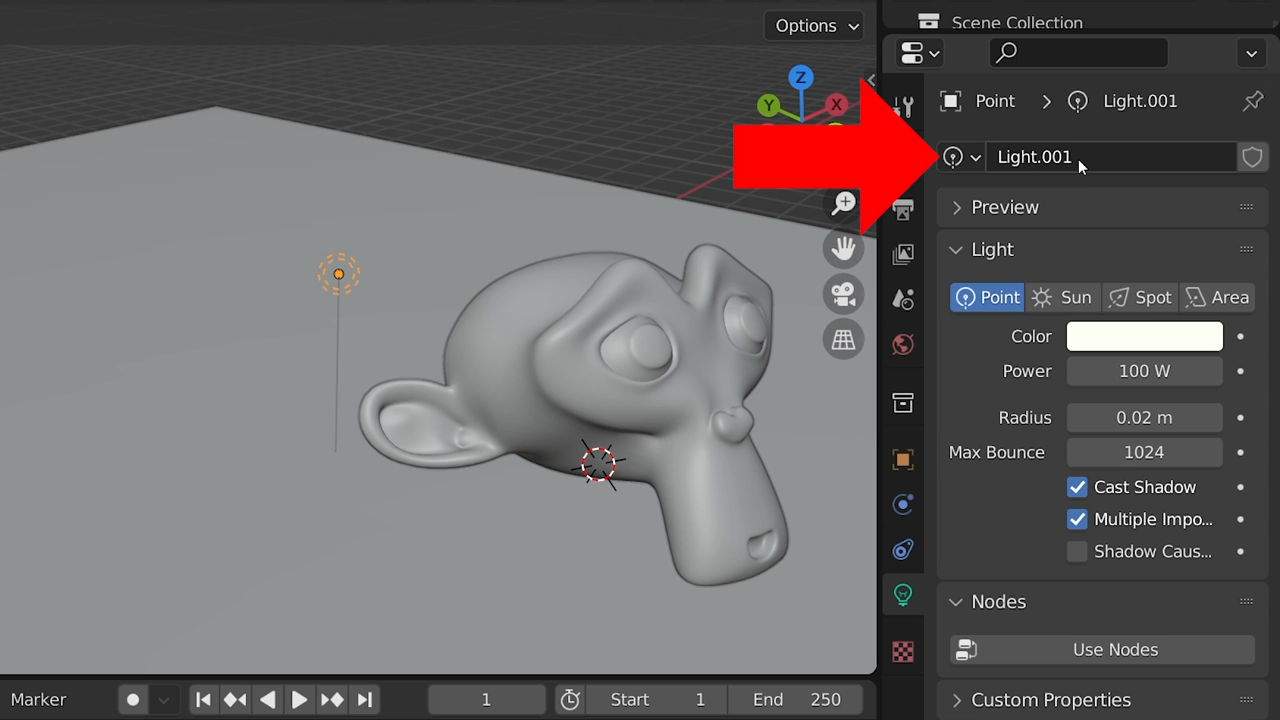 Options
Scene Collection
Z
Y
X
Point
Light.001
Light.001
Preview
Light
Point
Sun
Spot
Area
Color
Power
100 W
Radius
0.02 m
Max Bounce
1024
Cast Shadow
Multiple Impo...
Shadow Caus...
Nodes
Use Nodes
Custom Properties
Marker
1
Start
1
End
250